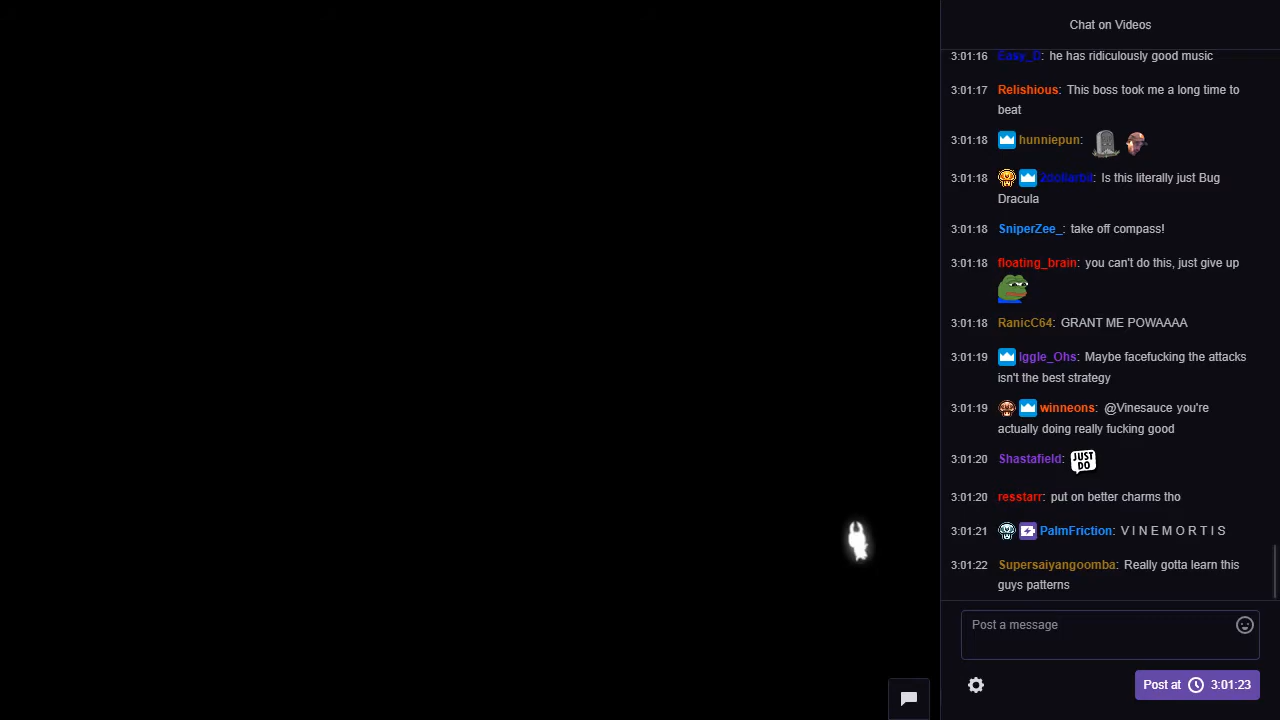 Chat on Videos
3:01:16 Easy_D: he has ridiculously good music
3:01:17 Relishious: This boss took me a long time to
beat
3:01:18 hunniepun:
3:01:18 2dollarbil: Is this literally just Bug
Dracula
3:01:18 SniperZee_: take off compass!
3:01:18 floating_brain: you can't do this, just give up
3:01:18 RanicC64: GRANT ME POWAAAA
3:01:19 Iggle_Ohs: Maybe facefucking the attacks
isn't the best strategy
3:01:19 winneons: @Vinesauce you're
actually doing really fucking good
3:01:20 Shastafield: JUST
DO
3:01:20 resstarr: put on better charms tho
3:01:21 PalmFriction: V I N E M O R T I S
3:01:22 Supersaiyangoomba: Really gotta learn this
guys patterns
Post a message
Post at 3:01:23